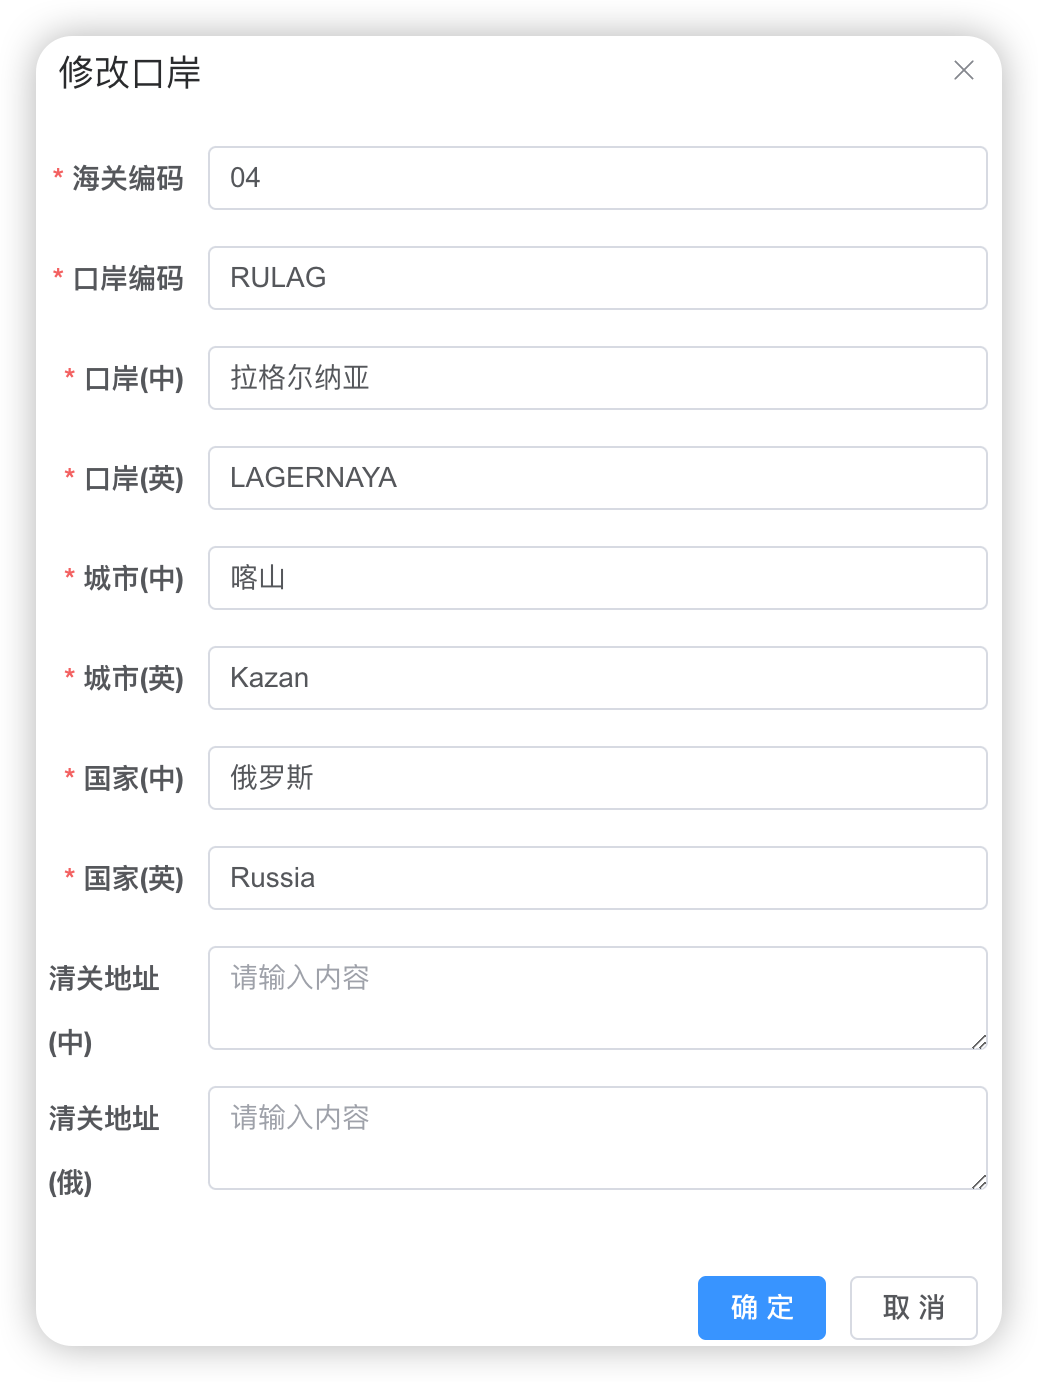 修改口岸
* 海关编码 04
* 口岸编码 RULAG
* 口岸(中) 拉格尔纳亚
* 口岸(英) LAGERNAYA
* 城市(中) 喀山
* 城市(英) Kazan
* 国家(中) 俄罗斯
* 国家(英) Russia
清关地址 请输入内容
(中)
清关地址 请输入内容
(俄)
确 定 取 消